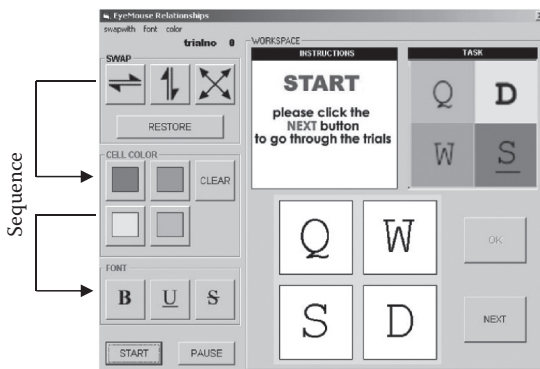 EyeMouse Relationships
swapwith font color
trialno 0
SWAP
RESTORE
CELL COLOR
CLEAR
FONT
B U S
START PAUSE
Sequence
WORKSPACE
INSTRUCTIONS
START
please click the
NEXT button
to go through the trials
TASK
Q D
W S
Q W
S D
OK
NEXT